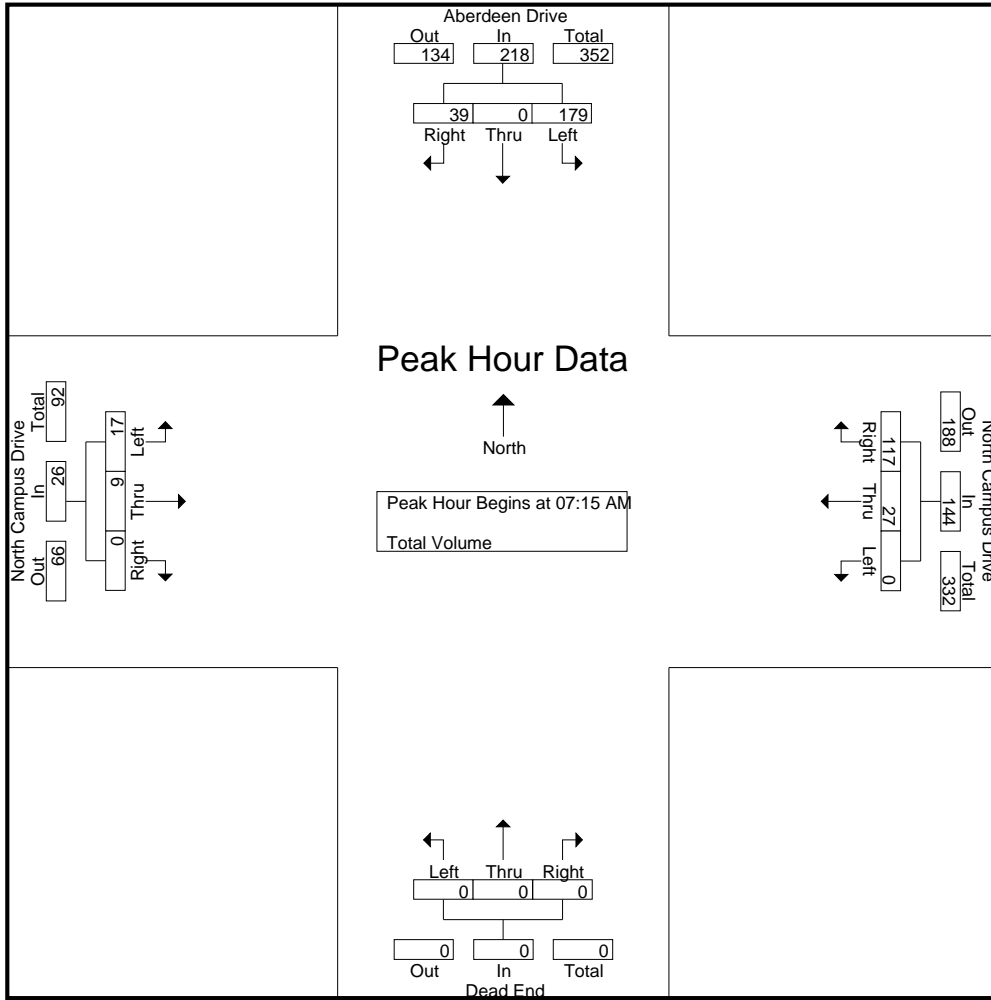 Aberdeen Drive
Out In Total
134 218 352
39 0 179
Right Thru Left
Peak Hour Data
North
Peak Hour Begins at 07:15 AM
Total Volume
North Campus Drive
Out In Total
66 26 92
Left Thru Right
17 9 0
North Campus Drive
Out In Total
188 144 332
Right Thru Left
117 27 0
Left Thru Right
0 0 0
0 0 0
Out In Total
Dead End